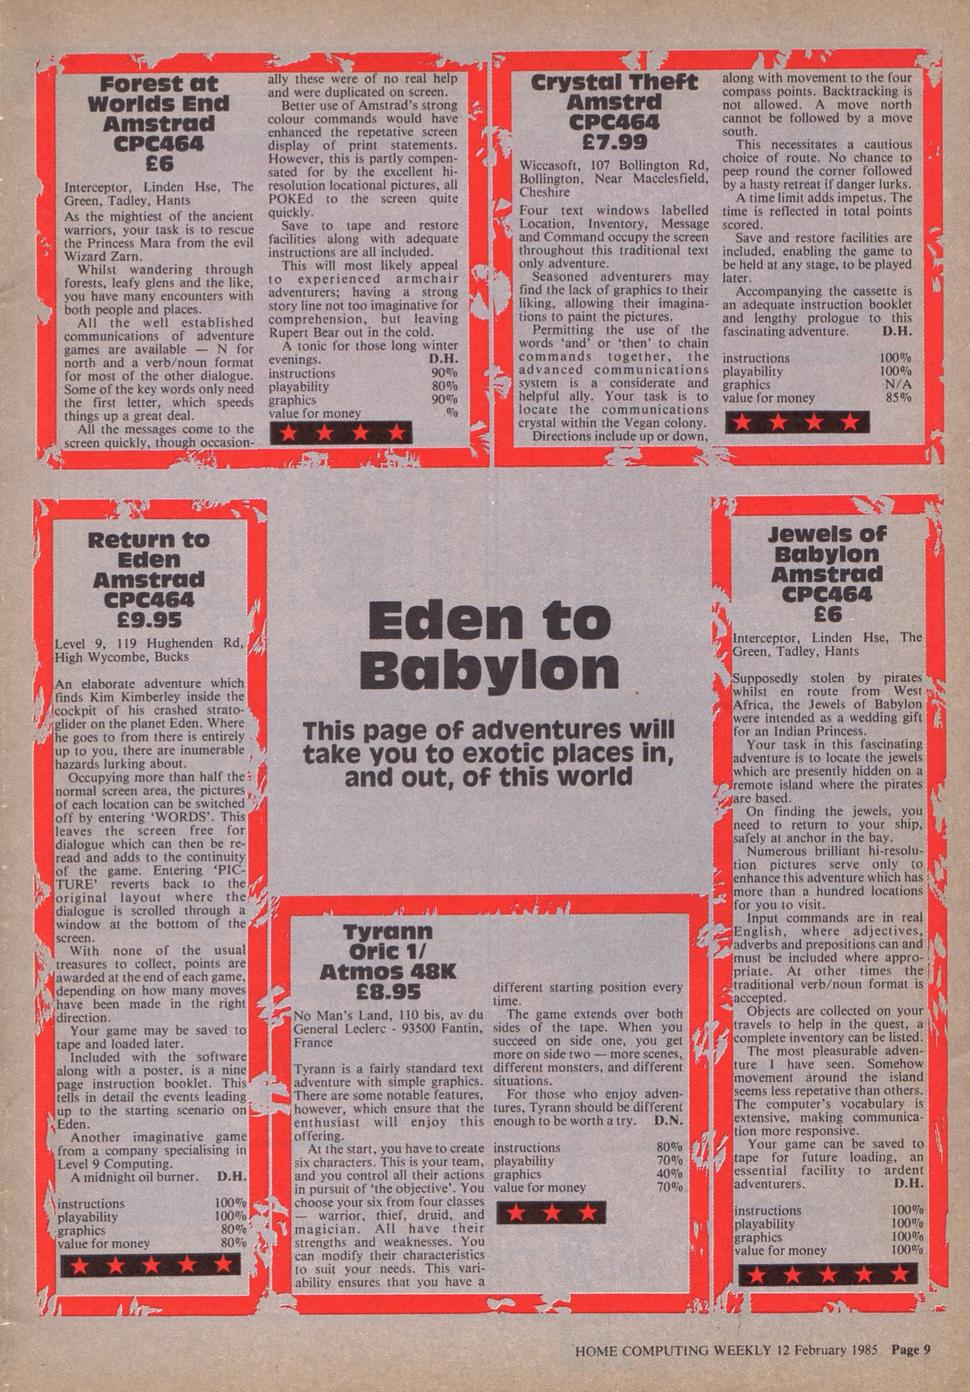 Forest at
Worlds End
Amstrad
CPC464
£6
Interceptor, Linden Hse, The
Green, Tadley, Hants
As the mightiest of the ancient
warriors, your task is to rescue
the Princess Mara from the evil
Wizard Zarn.
Whilst wandering through
forests, leafy glens and the like,
you have many encounters with
both people and places.
All the well established
communications of adventure
games are available — N for
north and a verb/noun format
for most of the other dialogue.
Some of the key words only need
the first letter, which speeds
things up a great deal.
All the messages come to the
screen quickly, though occasion-
ally these were of no real help
and were duplicated on screen.
Better use of Amstrad's strong
colour commands would have
enhanced the repetative screen
display of print statements.
However, this is partly compen-
sated for by the excellent hi-
resolution locational pictures, all
POKEd to the screen quite
quickly.
Save to tape and restore
facilities along with adequate
instructions are all included.
This will most likely appeal
to experienced armchair
adventurers; having a strong
story line not too imaginative for
comprehension, but leaving
Rupert Bear out in the cold.
A tonic for those long winter
evenings. D.H.
instructions 90%
playability 80%
graphics 90%
value for money %
Crystal Theft
Amstrd
CPC464
£7.99
Wiccasoft, 107 Bollington Rd,
Bollington, Near Macclesfield,
Cheshire
Four text windows labelled
Location, Inventory, Message
and Command occupy the screen
throughout this traditional text
only adventure.
Seasoned adventurers may
find the lack of graphics to their
liking, allowing their imagina-
tions to paint the pictures.
Permitting the use of the
words 'and' or 'then' to chain
commands together, the
advanced communications
system is a considerate and
helpful ally. Your task is to
locate the communications
crystal within the Vegan colony.
Directions include up or down,
along with movement to the four
compass points. Backtracking is
not allowed. A move north
cannot be followed by a move
south.
This necessitates a cautious
choice of route. No chance to
peep round the corner followed
by a hasty retreat if danger lurks.
A time limit adds impetus. The
time is reflected in total points
scored.
Save and restore facilities are
included, enabling the game to
be held at any stage, to be played
later.
Accompanying the cassette is
an adequate instruction booklet
and lengthy prologue to this
fascinating adventure. D.H.
instructions 100%
playability 100%
graphics N/A
value for money 85%
Return to
Eden
Amstrad
CPC464
£9.95
Level 9, 119 Hughenden Rd,
High Wycombe, Bucks
An elaborate adventure which
finds Kim Kimberley inside the
cockpit of his crashed strato-
glider on the planet Eden. Where
he goes to from there is entirely
up to you, there are inumerable
hazards lurking about.
Occupying more than half the
normal screen area, the pictures
of each location can be switched
off by entering 'WORDS'. This
leaves the screen free for
dialogue which can then be re-
read and adds to the continuity
of the game. Entering 'PIC-
TURE' reverts back to the
original layout where the
dialogue is scrolled through a
window at the bottom of the
screen.
With none of the usual
treasures to collect, points are
awarded at the end of each game,
depending on how many moves
have been made in the right
direction.
Your game may be saved to
tape and loaded later.
Included with the software
along with a poster, is a nine
page instruction booklet. This
tells in detail the events leading
up to the starting scenario on
Eden.
Another imaginative game
from a company specialising in
Level 9 Computing.
A midnight oil burner. D.H.
instructions 100%
playability 100%
graphics 80%
value for money 80%
Eden to
Babylon
This page of adventures will
take you to exotic places in,
and out, of this world
Tyrann
Oric 1/
Atmos 48K
£8.95
No Man's Land, 110 bis, av du
General Leclerc - 93500 Fantin,
France
Tyrann is a fairly standard text
adventure with simple graphics.
There are some notable features,
however, which ensure that the
enthusiast will enjoy this
offering.
At the start, you have to create
six characters. This is your team,
and you control all their actions
in pursuit of 'the objective'. You
choose your six from four classes
— warrior, thief, druid, and
magician. All have their
strengths and weaknesses. You
can modify their characteristics
to suit your needs. This vari-
ability ensures that you have a
different starting position every
time.
The game extends over both
sides of the tape. When you
succeed on side one, you get
more on side two — more scenes,
different monsters, and different
situations.
For those who enjoy adven-
tures, Tyrann should be different
enough to be worth a try. D.N.
instructions 80%
playability 70%
graphics 40%
value for money 70%
Jewels of
Babylon
Amstrad
CPC464
£6
Interceptor, Linden Hse, The
Green, Tadley, Hants
Supposedly stolen by pirates
whilst en route from West
Africa, the Jewels of Babylon
were intended as a wedding gift
for an Indian Princess.
Your task in this fascinating
adventure is to locate the jewels
which are presently hidden on a
remote island where the pirates
are based.
On finding the jewels, you
need to return to your ship,
safely at anchor in the bay.
Numerous brilliant hi-resolu-
tion pictures serve only to
enhance this adventure which has
more than a hundred locations
for you to visit.
Input commands are in real
English, where adjectives,
adverbs and prepositions can and
must be included where appro-
priate. At other times the
traditional verb/noun format is
accepted.
Objects are collected on your
travels to help in the quest, a
complete inventory can be listed.
The most pleasurable adven-
ture I have seen. Somehow
movement around the island
seems less repetative than others.
The computer's vocabulary is
extensive, making communica-
tion more responsive.
Your game can be saved to
tape for future loading, an
essential facility to ardent
adventurers. D.H.
instructions 100%
playability 100%
graphics 100%
value for money 100%
HOME COMPUTING WEEKLY 12 February 1985 Page 9